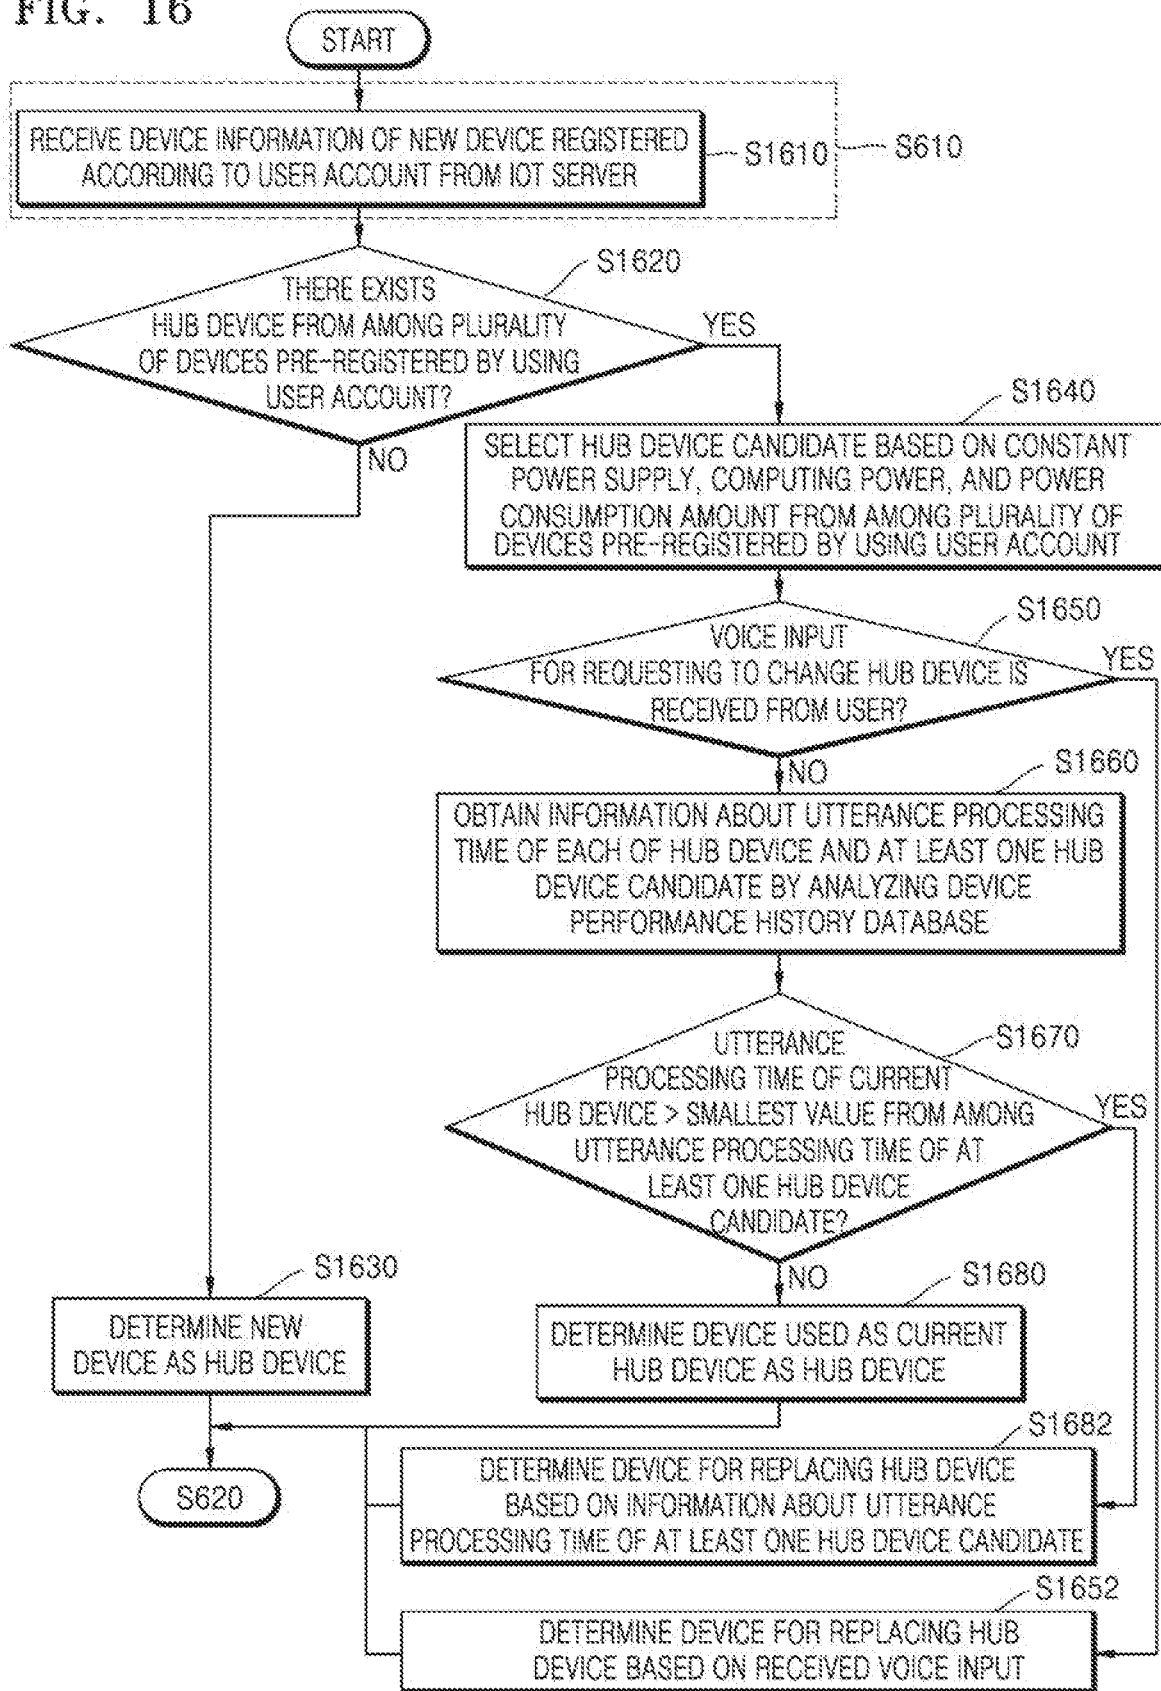 FIG. 16
START
RECEIVE DEVICE INFORMATION OF NEW DEVICE REGISTERED
ACCORDING TO USER ACCOUNT FROM IOT SERVER
S1610
S610
S1620
THERE EXISTS
HUB DEVICE FROM AMONG PLURALITY
OF DEVICES PRE-REGISTERED BY USING
USER ACCOUNT?
YES
NO
S1640
SELECT HUB DEVICE CANDIDATE BASED ON CONSTANT
POWER SUPPLY, COMPUTING POWER, AND POWER
CONSUMPTION AMOUNT FROM AMONG PLURALITY OF
DEVICES PRE-REGISTERED BY USING USER ACCOUNT
S1650
VOICE INPUT
FOR REQUESTING TO CHANGE HUB DEVICE IS
RECEIVED FROM USER?
YES
NO
S1660
OBTAIN INFORMATION ABOUT UTTERANCE PROCESSING
TIME OF EACH OF HUB DEVICE AND AT LEAST ONE HUB
DEVICE CANDIDATE BY ANALYZING DEVICE
PERFORMANCE HISTORY DATABASE
S1670
UTTERANCE
PROCESSING TIME OF CURRENT
HUB DEVICE > SMALLEST VALUE FROM AMONG
UTTERANCE PROCESSING TIME OF AT
LEAST ONE HUB DEVICE
CANDIDATE?
YES
NO
S1630
DETERMINE NEW
DEVICE AS HUB DEVICE
S1680
DETERMINE DEVICE USED AS CURRENT
HUB DEVICE AS HUB DEVICE
S1682
DETERMINE DEVICE FOR REPLACING HUB DEVICE
BASED ON INFORMATION ABOUT UTTERANCE
PROCESSING TIME OF AT LEAST ONE HUB DEVICE CANDIDATE
S620
S1652
DETERMINE DEVICE FOR REPLACING HUB
DEVICE BASED ON RECEIVED VOICE INPUT